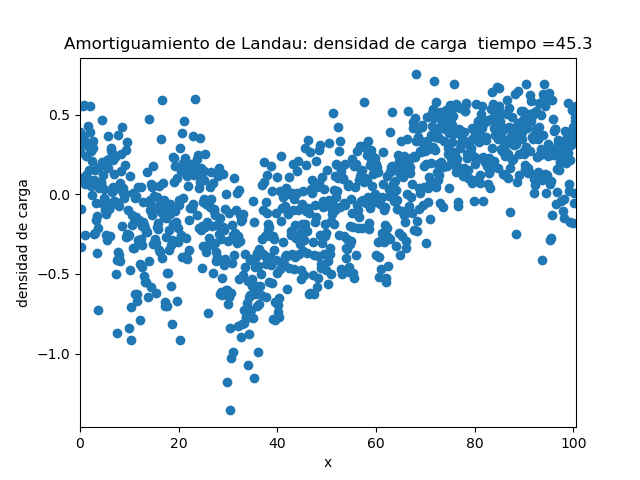 Amortiguamiento de Landau: densidad de carga  tiempo =45.3
densidad de carga
0.5
0.0
−0.5
−1.0
0 20 40 60 80 100
x